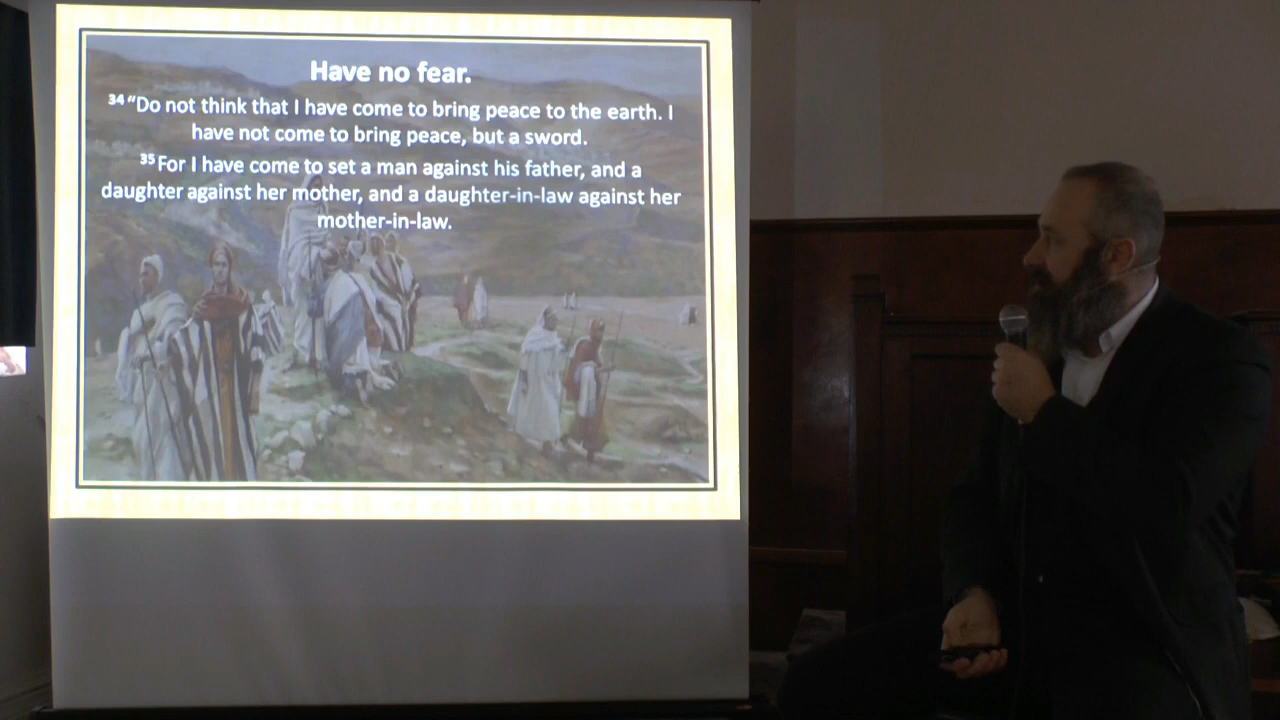 Have no fear.
34 “Do not think that I have come to bring peace to the earth. I
have not come to bring peace, but a sword.
35 For I have come to set a man against his father, and a
daughter against her mother, and a daughter-in-law against her
mother-in-law.